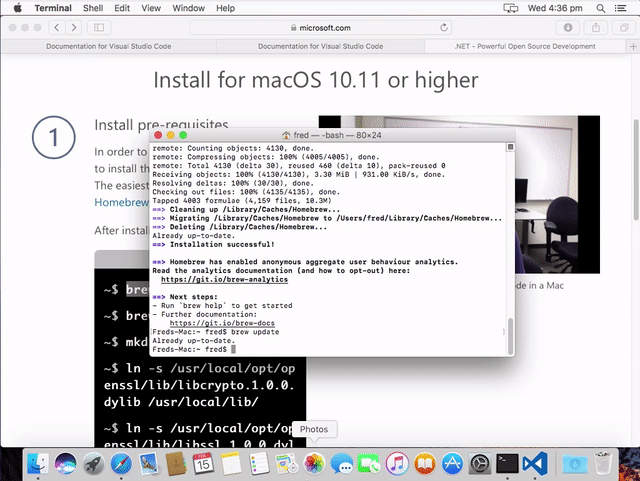 Terminal Shell Edit View Window Help Wed 4:36 pm
microsoft.com
Documentation for Visual Studio Code Documentation for Visual Studio Code .NET - Powerful Open Source Development
Install for macOS 10.11 or higher
1
Install pre-requisites
In order to
to install th
The easiest
Homebrew
After install
fred — -bash — 80×24
remote: Counting objects: 4130, done.
remote: Compressing objects: 100% (4005/4005), done.
remote: Total 4130 (delta 30), reused 460 (delta 10), pack-reused 0
Receiving objects: 100% (4130/4130), 3.30 MiB | 931.00 KiB/s, done.
Resolving deltas: 100% (30/30), done.
Checking out files: 100% (4135/4135), done.
Tapped 4003 formulae (4,159 files, 10.3M)
==> Cleaning up /Library/Caches/Homebrew...
==> Migrating /Library/Caches/Homebrew to /Users/fred/Library/Caches/Homebrew...
==> Deleting /Library/Caches/Homebrew...
Already up-to-date.
==> Installation successful!
==> Homebrew has enabled anonymous aggregate user behaviour analytics.
Read the analytics documentation (and how to opt-out) here:
https://git.io/brew-analytics
==> Next steps:
- Run `brew help` to get started
- Further documentation:
https://git.io/brew-docs
Freds-Mac:~ fred$ brew update
Already up-to-date.
Freds-Mac:~ fred$
ode in a Mac
~$ brew
~$ brew
~$ mkd
~$ ln -s /usr/local/opt/op
enssl/lib/libcrypto.1.0.0.
dylib /usr/local/lib/
~$ ln -s /usr/local/opt/op
enssl/lib/libssl.1.0.0.dyl
Photos
15